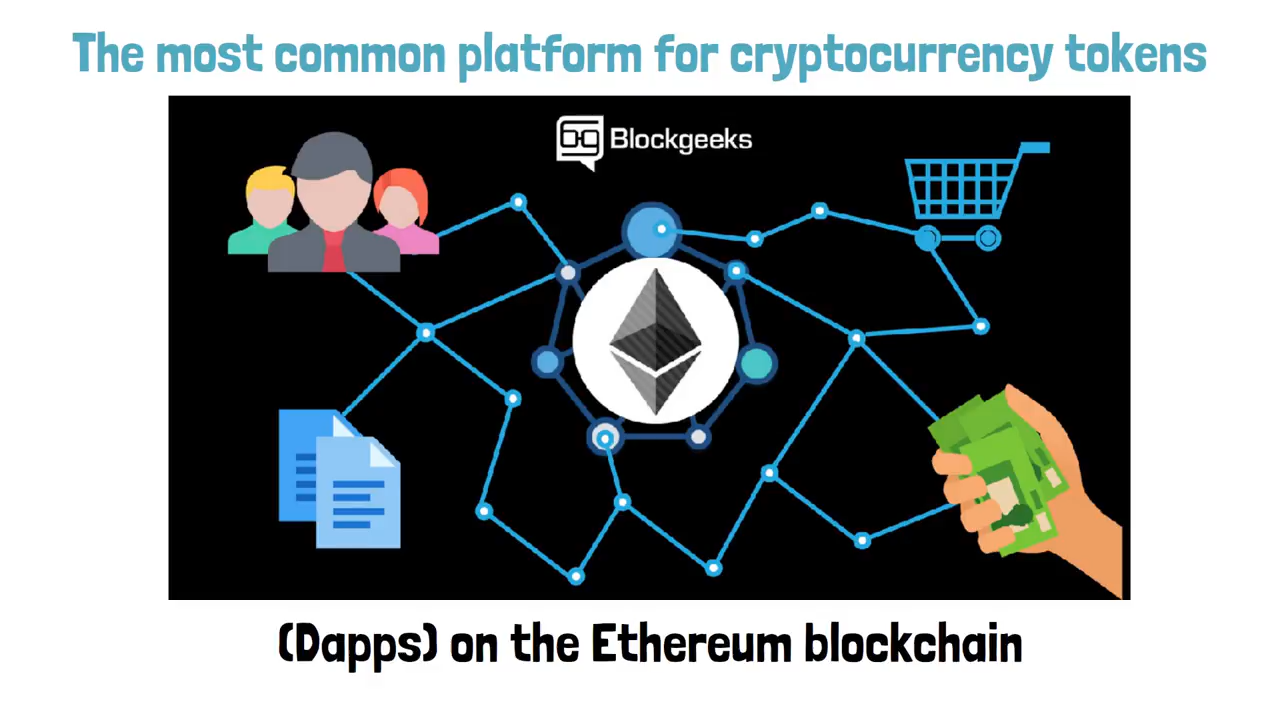 The most common platform for cryptocurrency tokens
Blockgeeks
(Dapps) on the Ethereum blockchain